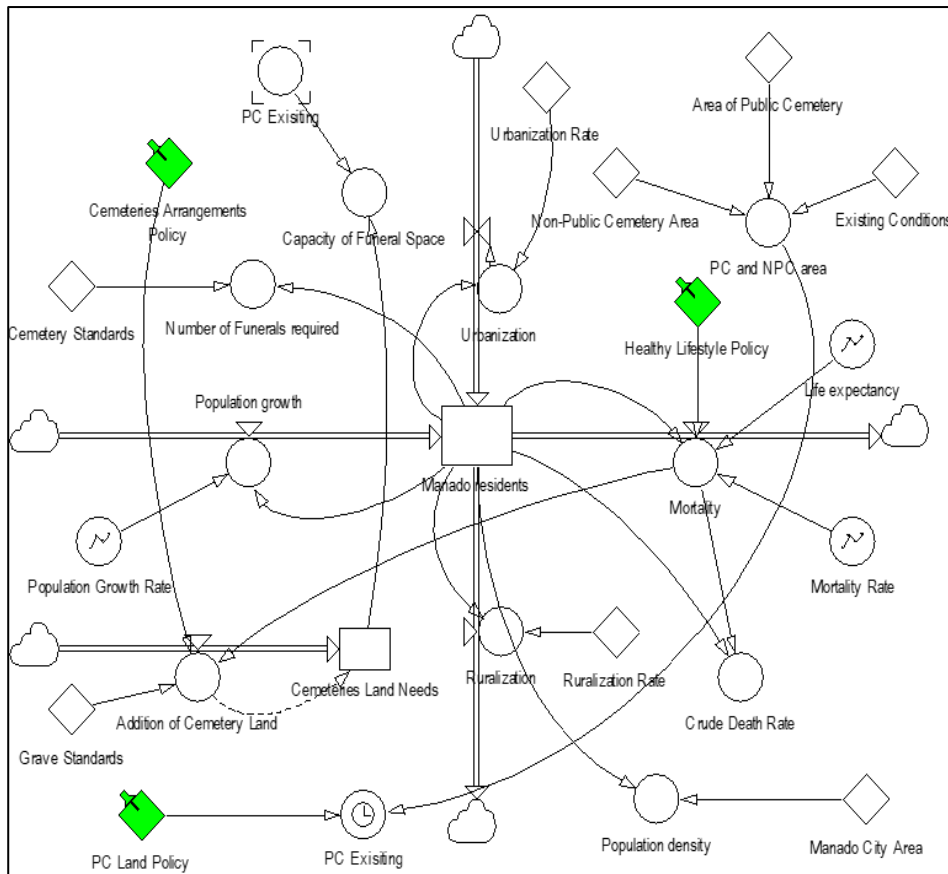 PC Exisiting
Urbanization Rate
Area of Public Cemetery
Cemeteries Arrangements
Policy
Capacity of Funeral Space
Non-Public Cemetery Area
Existing Conditions
PC and NPC area
Cemetery Standards
Number of Funerals required
Urbanization
Healthy Lifestyle Policy
Life expectancy
Population growth
Manado residents
Mortality
Population Growth Rate
Mortality Rate
Cemeteries Land Needs
Ruralization
Ruralization Rate
Grave Standards
Addition of Cemetery Land
Crude Death Rate
PC Land Policy
PC Exisiting
Population density
Manado City Area